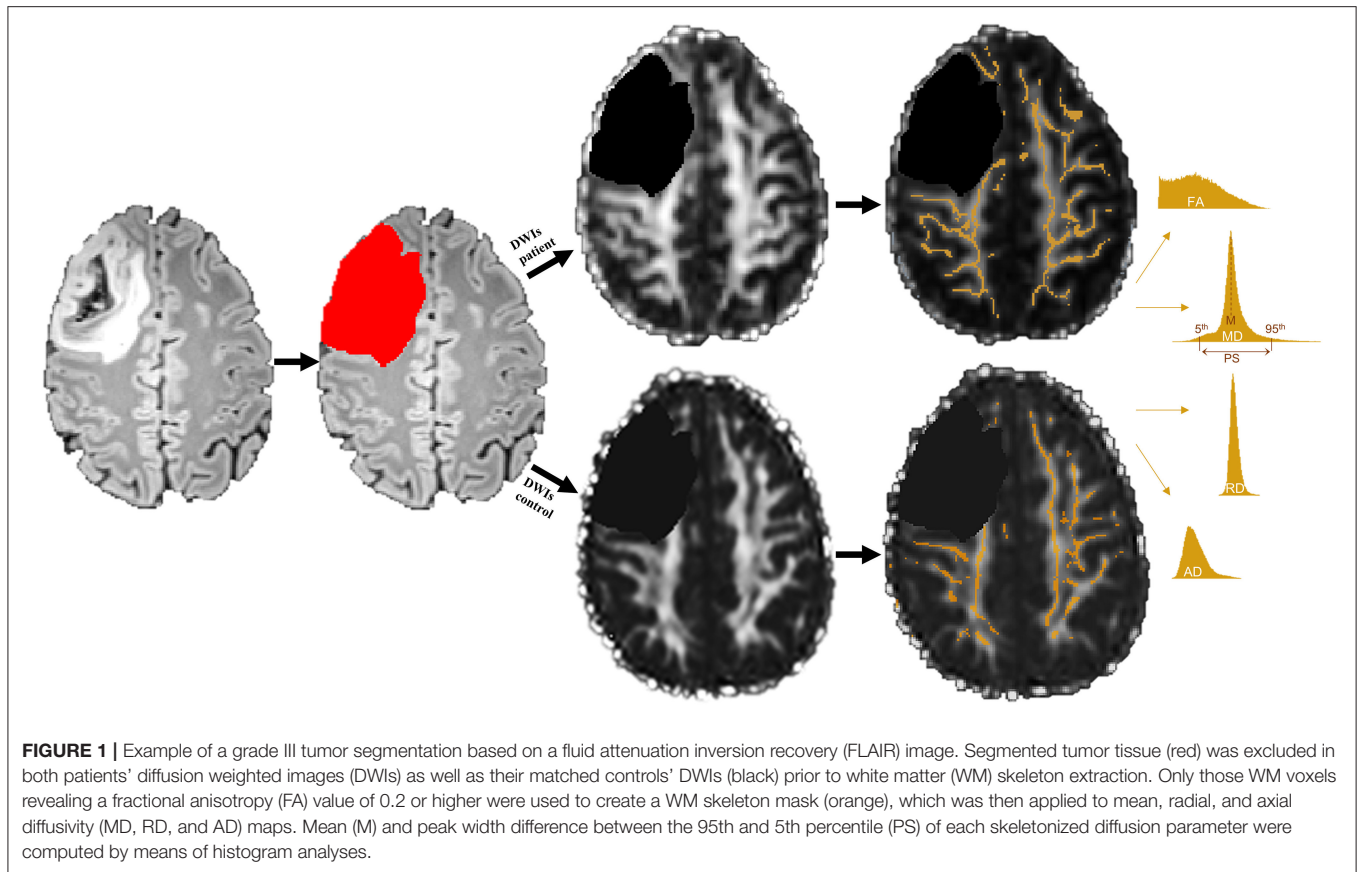 DWIs
patient
DWIs
control
FA
M
5th
95th
MD
PS
RD
AD
FIGURE 1 | Example of a grade III tumor segmentation based on a fluid attenuation inversion recovery (FLAIR) image. Segmented tumor tissue (red) was excluded in
both patients' diffusion weighted images (DWIs) as well as their matched controls' DWIs (black) prior to white matter (WM) skeleton extraction. Only those WM voxels
revealing a fractional anisotropy (FA) value of 0.2 or higher were used to create a WM skeleton mask (orange), which was then applied to mean, radial, and axial
diffusivity (MD, RD, and AD) maps. Mean (M) and peak width difference between the 95th and 5th percentile (PS) of each skeletonized diffusion parameter were
computed by means of histogram analyses.